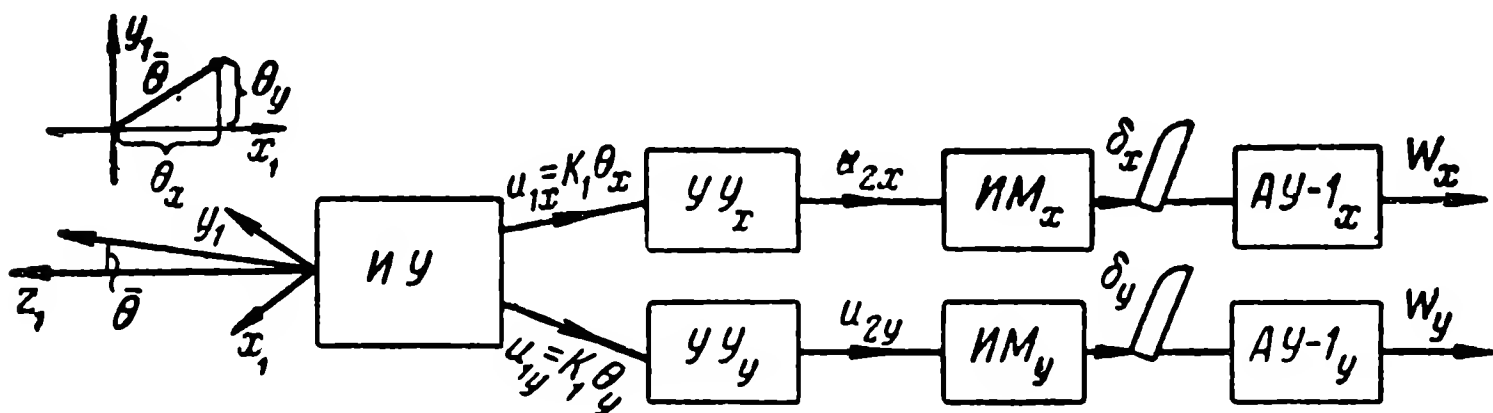 y₁
θ̄
θ_y
x₁
θ_x
y₁
z₁
θ̄
x₁
ИУ
u₁ₓ=K₁θₓ
u₁y=K₁θ_y
УУ_x
u₂ₓ
ИМ_x
δ_x
АУ-1_x
W_x
УУ_y
u₂y
ИМ_y
δ_y
АУ-1_y
W_y